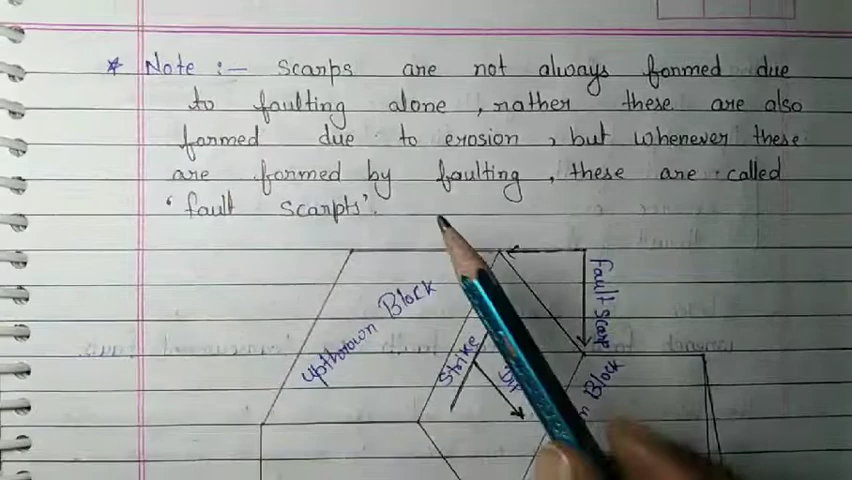 * Note :- Scarps are not always formed due
to faulting alone, rather these are also
formed due to erosion, but whenever these
are formed by faulting, these are called
'fault scarpts'.
Upthrown Block
Strike
Fault Scarp
Block